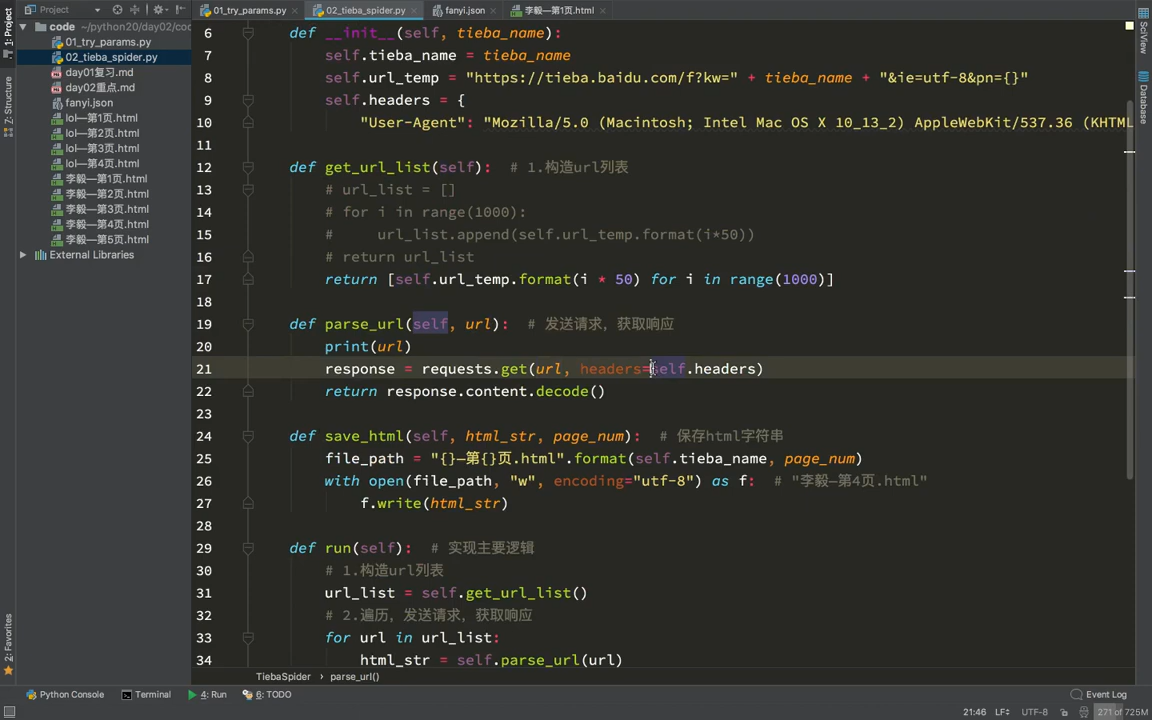 Project
01_try_params.py
02_tieba_spider.py
fanyi.json
李毅—第1页.html
1: Project
Z: Structure
2: Favorites
SciView
Database
code ~/python20/day02/cod
01_try_params.py
02_tieba_spider.py
day01复习.md
day02重点.md
fanyi.json
lol—第1页.html
lol—第2页.html
lol—第3页.html
lol—第4页.html
李毅—第1页.html
李毅—第2页.html
李毅—第3页.html
李毅—第4页.html
李毅—第5页.html
External Libraries
6 def __init__(self, tieba_name):
7 self.tieba_name = tieba_name
8 self.url_temp = "https://tieba.baidu.com/f?kw=" + tieba_name + "&ie=utf-8&pn={}"
9 self.headers = {
10 "User-Agent": "Mozilla/5.0 (Macintosh; Intel Mac OS X 10_13_2) AppleWebKit/537.36 (KHTML
11
12 def get_url_list(self): # 1.构造url列表
13 # url_list = []
14 # for i in range(1000):
15 # url_list.append(self.url_temp.format(i*50))
16 # return url_list
17 return [self.url_temp.format(i * 50) for i in range(1000)]
18
19 def parse_url(self, url): # 发送请求，获取响应
20 print(url)
21 response = requests.get(url, headers=self.headers)
22 return response.content.decode()
23
24 def save_html(self, html_str, page_num): # 保存html字符串
25 file_path = "{}—第{}页.html".format(self.tieba_name, page_num)
26 with open(file_path, "w", encoding="utf-8") as f: # "李毅—第4页.html"
27 f.write(html_str)
28
29 def run(self): # 实现主要逻辑
30 # 1.构造url列表
31 url_list = self.get_url_list()
32 # 2.遍历，发送请求，获取响应
33 for url in url_list:
34 html_str = self.parse_url(url)
TiebaSpider parse_url()
Python Console
Terminal
4: Run
6: TODO
Event Log
21:46 LF÷ UTF-8 271 of 725M